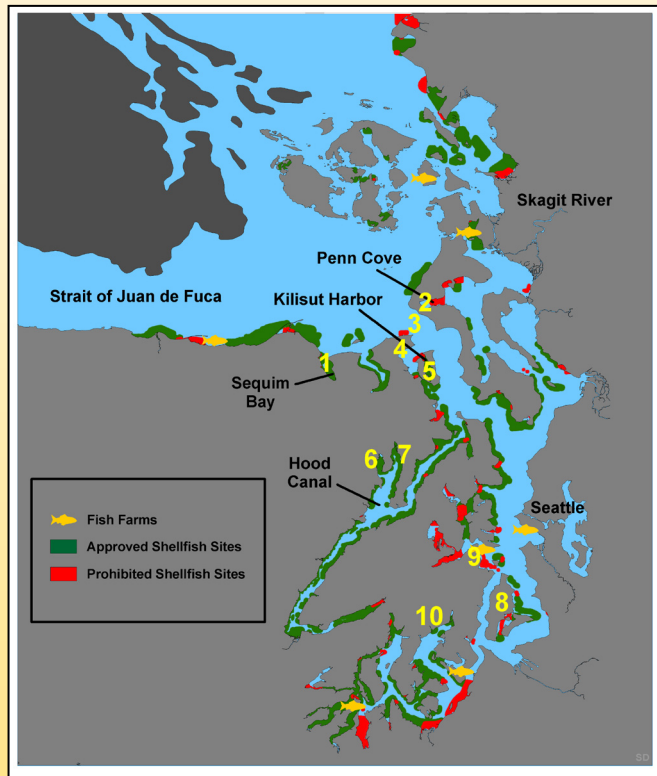 Skagit River
Penn Cove
2
Strait of Juan de Fuca
Kilisut Harbor
3
4
1
5
Sequim
Bay
6
7
Hood
Canal
Fish Farms
Approved Shellfish Sites
Prohibited Shellfish Sites
Seattle
9
8
10
SD